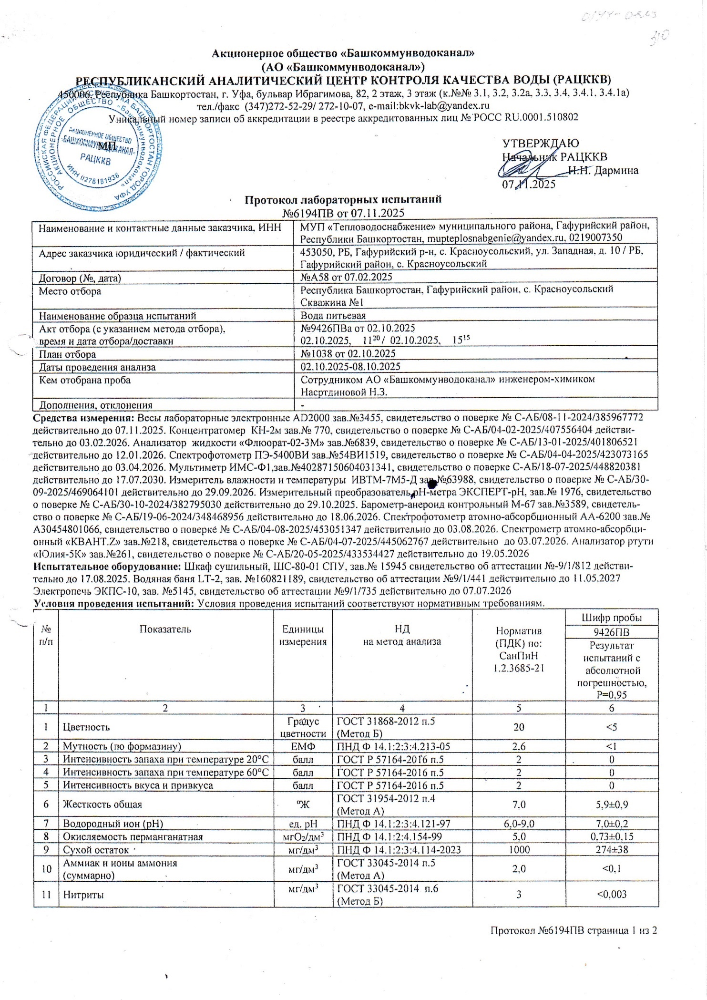 Акционерное общество «Башкоммунводоканал»
(АО «Башкоммунводоканал»)
РЕСПУБЛИКАНСКИЙ АНАЛИТИЧЕСКИЙ ЦЕНТР КОНТРОЛЯ КАЧЕСТВА ВОДЫ (РАЦККВ)
450006, Республика Башкортостан, г. Уфа, бульвар Ибрагимова, 82, 2 этаж, 3 этаж (к.№№ 3.1, 3.2, 3.2а, 3.3, 3.4, 3.4.1, 3.4.1а)
тел./факс (347)272-52-29/ 272-10-07, e-mail:bkvk-lab@yandex.ru
Уникальный номер записи об аккредитации в реестре аккредитованных лиц № РОСС RU.0001.510802
РОССИЙСКАЯ ФЕДЕРАЦИЯ РЕСПУБЛИКА БАШКОРТОСТАН ГОРОД УФА
АКЦИОНЕРНОЕ ОБЩЕСТВО «Башкоммунводоканал»
АКЦИОНЕРНОЕ ОБЩЕСТВО
«БАШКОММУНВОДОКАНАЛ»
РАЦККВ
ИНН 0278181938
МП
УТВЕРЖДАЮ
Начальник РАЦККВ
Н.Н. Дармина
07.11.2025
Протокол лабораторных испытаний
№6194ПВ от 07.11.2025
Наименование и контактные данные заказчика, ИНН
МУП «Тепловодоснабжение» муниципального района, Гафурийский район,
Республики Башкортостан, mupteplosnabgenie@yandex.ru, 0219007350
Адрес заказчика юридический / фактический
453050, РБ, Гафурийский р-н, с. Красноусольский, ул. Западная, д. 10 / РБ,
Гафурийский район, с. Красноусольский
Договор (№, дата)
№А58 от 07.02.2025
Место отбора
Республика Башкортостан, Гафурийский район, с. Красноусольский
Скважина №1
Наименование образца испытаний
Вода питьевая
Акт отбора (с указанием метода отбора),
время и дата отбора/доставки
№9426ПВа от 02.10.2025
02.10.2025, 11²⁰ / 02.10.2025, 15¹⁵
План отбора
№1038 от 02.10.2025
Даты проведения анализа
02.10.2025-08.10.2025
Кем отобрана проба
Сотрудником АО «Башкоммунводоканал» инженером-химиком
Насртдиновой Н.З.
Дополнения, отклонения
-
Средства измерения: Весы лабораторные электронные AD2000 зав.№3455, свидетельство о поверке № С-АБ/08-11-2024/385967772
действительно до 07.11.2025. Концентратомер КН-2м зав.№ 770, свидетельство о поверке № С-АБ/04-02-2025/407556404 действи-
тельно до 03.02.2026. Анализатор жидкости «Флюорат-02-3М» зав.№6839, свидетельство о поверке № С-АБ/13-01-2025/401806521
действительно до 12.01.2026. Спектрофотометр ПЭ-5400ВИ зав.№54ВИ1519, свидетельство о поверке № С-АБ/04-04-2025/423073165
действительно до 03.04.2026. Мультиметр ИМС-Ф1,зав.№40287150604031341, свидетельство о поверке С-АБ/18-07-2025/448820381
действительно до 17.07.2030. Измеритель влажности и температуры ИВТМ-7М5-Д зав.№63988, свидетельство о поверке № С-АБ/30-
09-2025/469064101 действительно до 29.09.2026. Измерительный преобразователь pH-метра ЭКСПЕРТ-pH, зав.№ 1976, свидетельство
о поверке № С-АБ/30-10-2024/382795030 действительно до 29.10.2025. Барометр-анероид контрольный М-67 зав.№3589, свидетель-
ство о поверке № С-АБ/19-06-2024/348468956 действительно до 18.06.2026. Спектрофотометр атомно-абсорбционный АА-6200 зав.№
А30454801066, свидетельство о поверке № С-АБ/04-08-2025/453051347 действительно до 03.08.2026. Спектрометр атомно-абсорбци-
онный «КВАНТ.Z» зав.№218, свидетельства о поверке № С-АБ/04-07-2025/445062767 действительно до 03.07.2026. Анализатор ртути
«Юлия-5К» зав.№261, свидетельство о поверке № С-АБ/20-05-2025/433534427 действительно до 19.05.2026
Испытательное оборудование: Шкаф сушильный, ШС-80-01 СПУ, зав.№ 15945 свидетельство об аттестации №-9/1/812 действи-
тельно до 17.08.2025. Водяная баня LT-2, зав. №160821189, свидетельство об аттестации №9/1/441 действительно до 11.05.2027
Электропечь ЭКПС-10, зав. №5145, свидетельство об аттестации №9/1/735 действительно до 07.07.2026
Условия проведения испытаний: Условия проведения испытаний соответствуют нормативным требованиям.
№
п/п
Показатель
Единицы
измерения
НД
на метод анализа
Норматив
(ПДК) по:
СанПиН
1.2.3685-21
Шифр пробы
9426ПВ
Результат
испытаний с
абсолютной
погрешностью,
Р=0,95
1 2 3 4 5 6
1 Цветность Градус цветности ГОСТ 31868-2012 п.5 (Метод Б) 20 <5
2 Мутность (по формазину) ЕМФ ПНД Ф 14.1:2:3:4.213-05 2,6 <1
3 Интенсивность запаха при температуре 20°С балл ГОСТ Р 57164-2016 п.5 2 0
4 Интенсивность запаха при температуре 60°С балл ГОСТ Р 57164-2016 п.5 2 0
5 Интенсивность вкуса и привкуса балл ГОСТ Р 57164-2016 п.5 2 0
6 Жесткость общая °Ж ГОСТ 31954-2012 п.4 (Метод А) 7,0 5,9±0,9
7 Водородный ион (pH) ед. pH ПНД Ф 14.1:2:3:4.121-97 6,0-9,0 7,0±0,2
8 Окисляемость перманганатная мгО₂/дм³ ПНД Ф 14.1:2:4.154-99 5,0 0,73±0,15
9 Сухой остаток мг/дм³ ПНД Ф 14.1:2:3:4.114-2023 1000 274±38
10 Аммиак и ионы аммония (суммарно) мг/дм³ ГОСТ 33045-2014 п.5 (Метод А) 2,0 <0,1
11 Нитриты мг/дм³ ГОСТ 33045-2014 п.6 (Метод Б) 3 <0,003
Протокол №6194ПВ страница 1 из 2